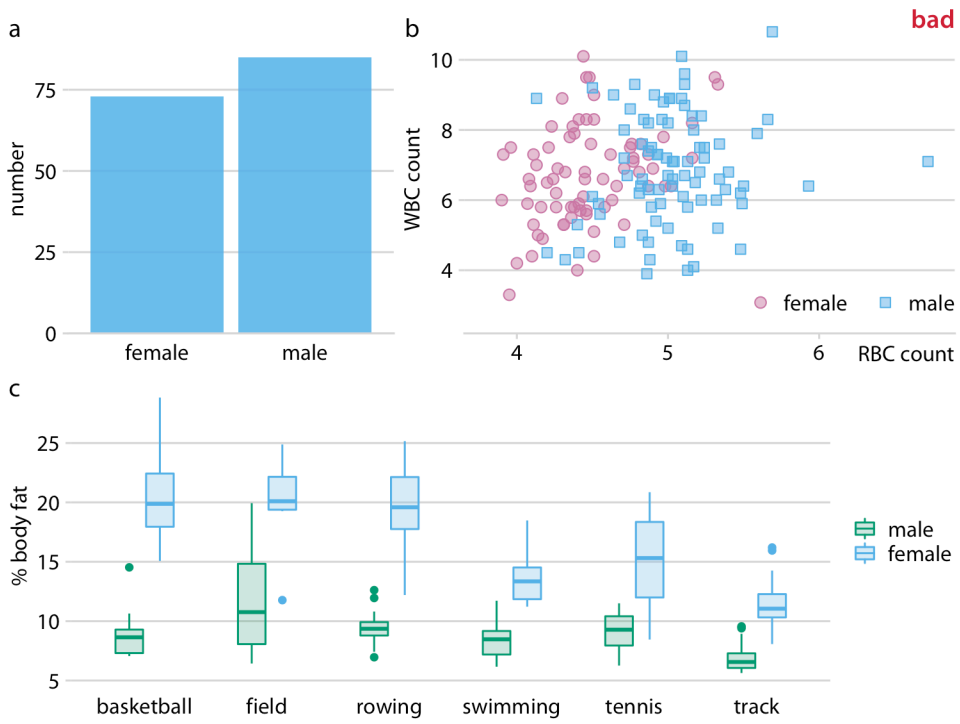 a
number
75
50
25
0
female
male
b
bad
WBC count
10
8
6
4
female
male
4
5
6
RBC count
c
% body fat
25
20
15
10
5
male
female
basketball
field
rowing
swimming
tennis
track